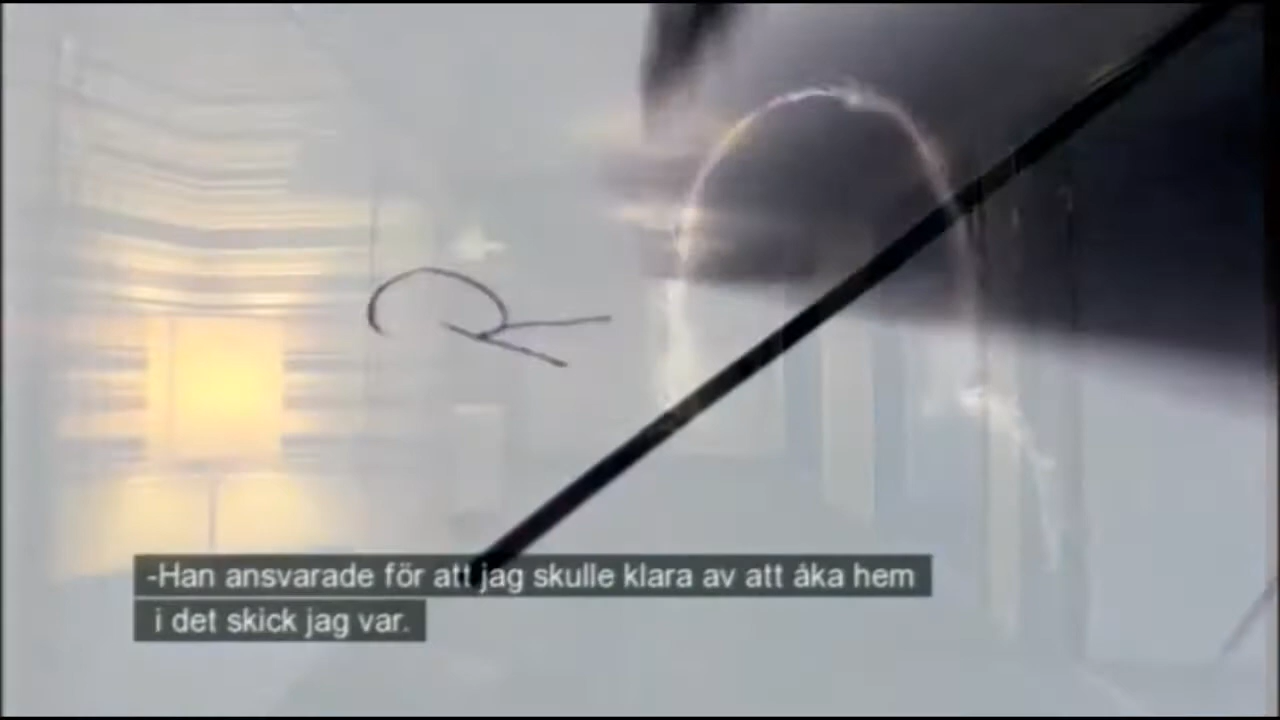 -Han ansvarade för att jag skulle klara av att åka hem
i det skick jag var.